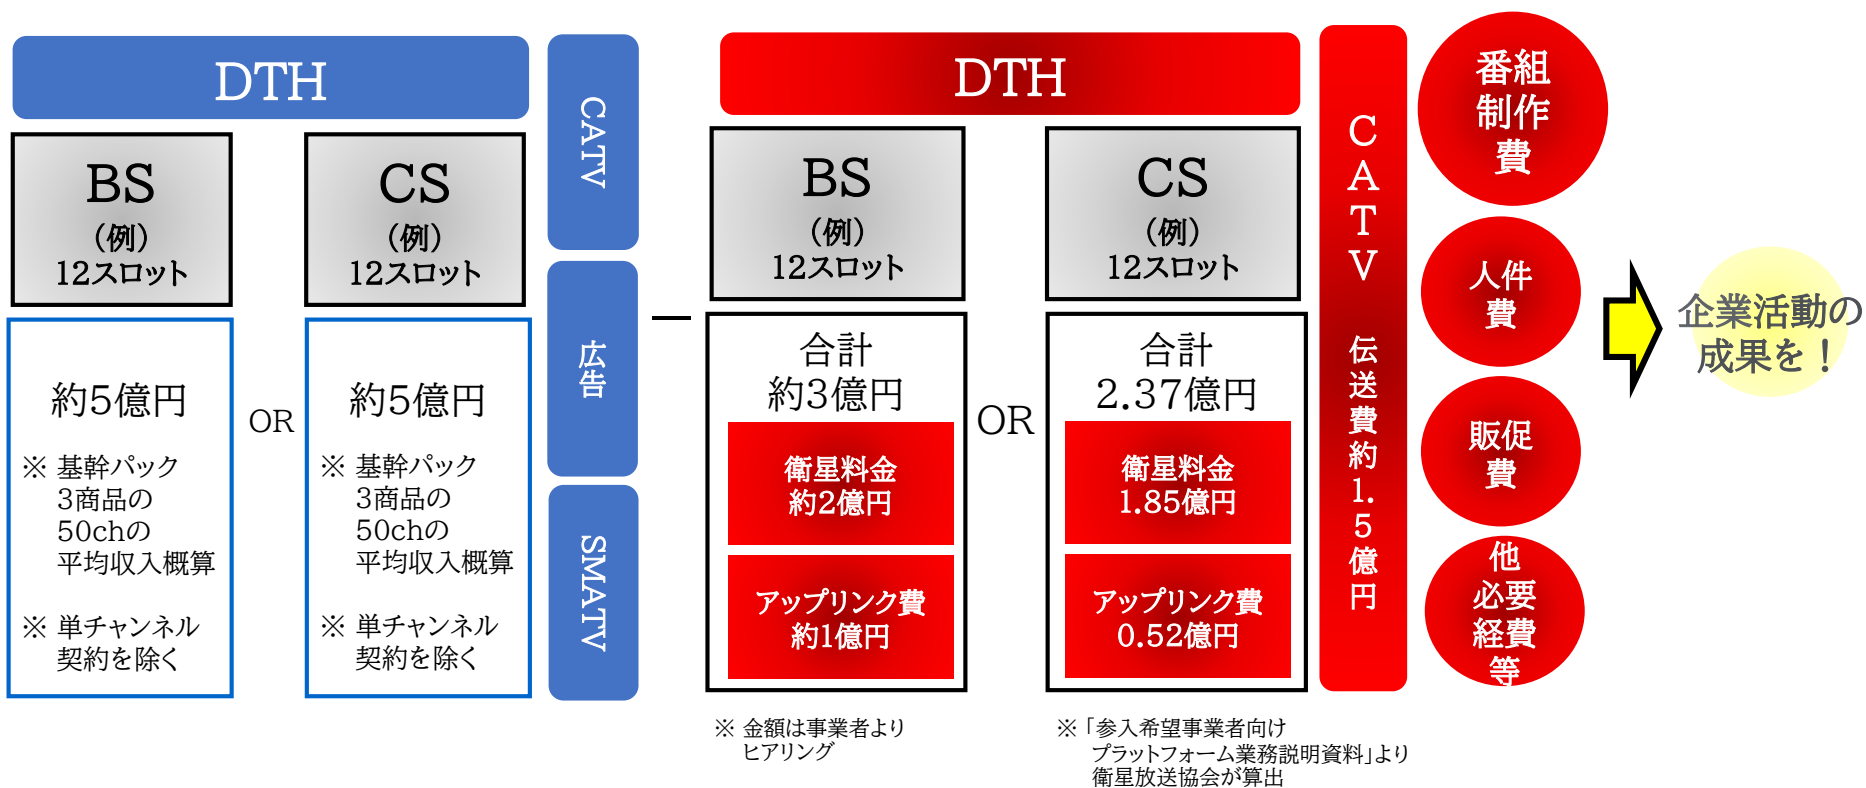 DTH
BS
（例）
12スロット
約5億円
※ 基幹パック
3商品の
50chの
平均収入概算
※ 単チャンネル
契約を除く
OR
CS
（例）
12スロット
約5億円
※ 基幹パック
3商品の
50chの
平均収入概算
※ 単チャンネル
契約を除く
CATV
広告
SMATV
ー
DTH
BS
（例）
12スロット
合計
約3億円
衛星料金
約2億円
アップリンク費
約1億円
※ 金額は事業者より
ヒアリング
OR
CS
（例）
12スロット
合計
2.37億円
衛星料金
1.85億円
アップリンク費
0.52億円
※「参入希望事業者向け
プラットフォーム業務説明資料」より
衛星放送協会が算出
CATV 伝送費約1.5億円
番組
制作
費
人件
費
販促
費
他
必要
経費
等
企業活動の
成果を！